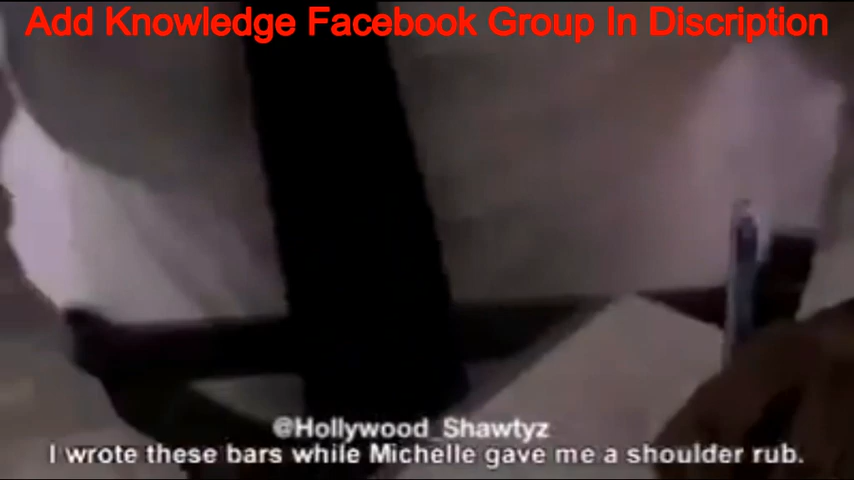 Add Knowledge Facebook Group In Discription
@Hollywood_Shawtyz
I wrote these bars while Michelle gave me a shoulder rub.